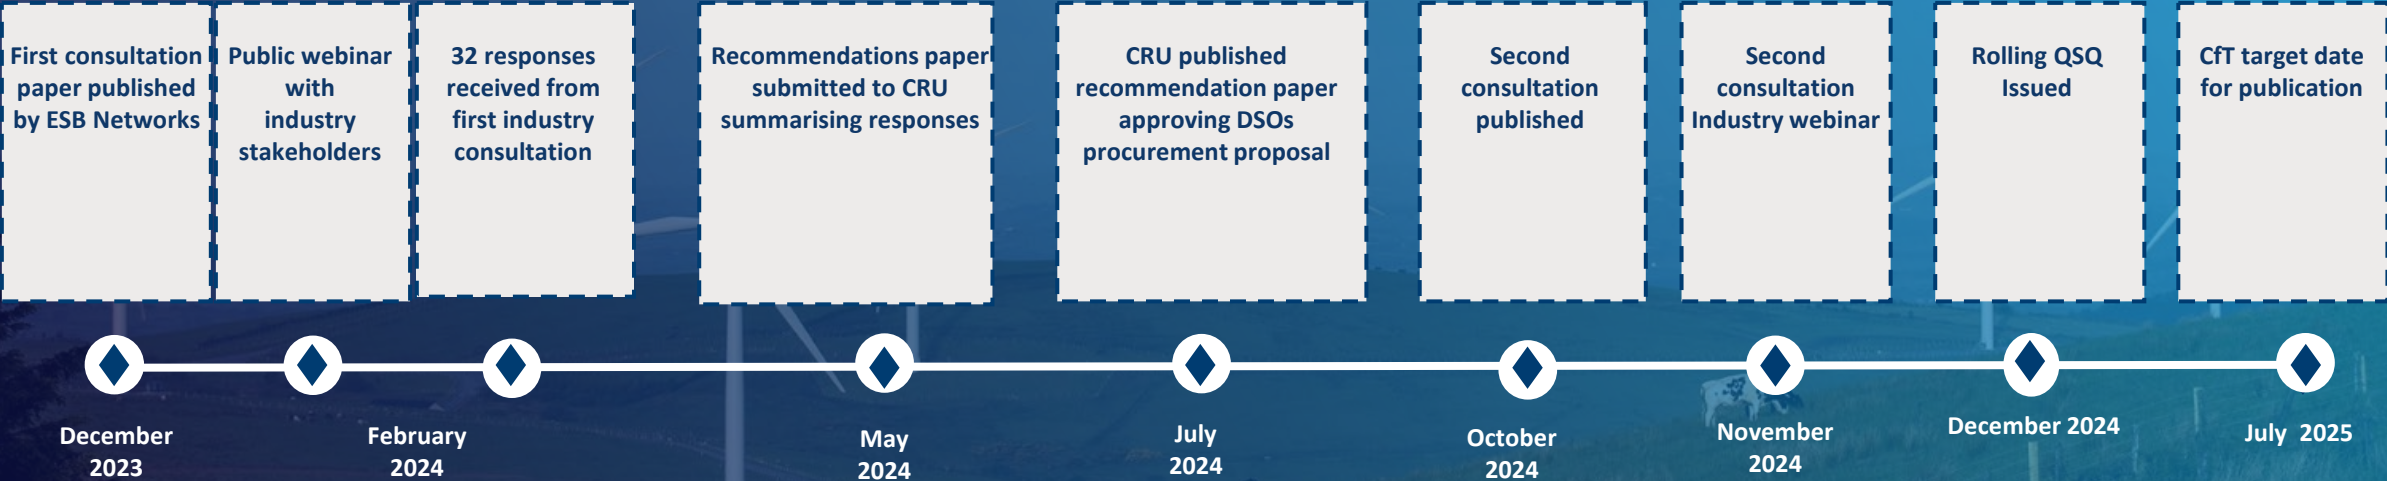 First consultation
paper published
by ESB Networks
Public webinar
with
industry
stakeholders
32 responses
received from
first industry
consultation
Recommendations paper
submitted to CRU
summarising responses
CRU published
recommendation paper
approving DSOs
procurement proposal
Second
consultation
published
Second
consultation
Industry webinar
Rolling QSQ
Issued
CfT target date
for publication
December
2023
February
2024
May
2024
July
2024
October
2024
November
2024
December 2024
July 2025